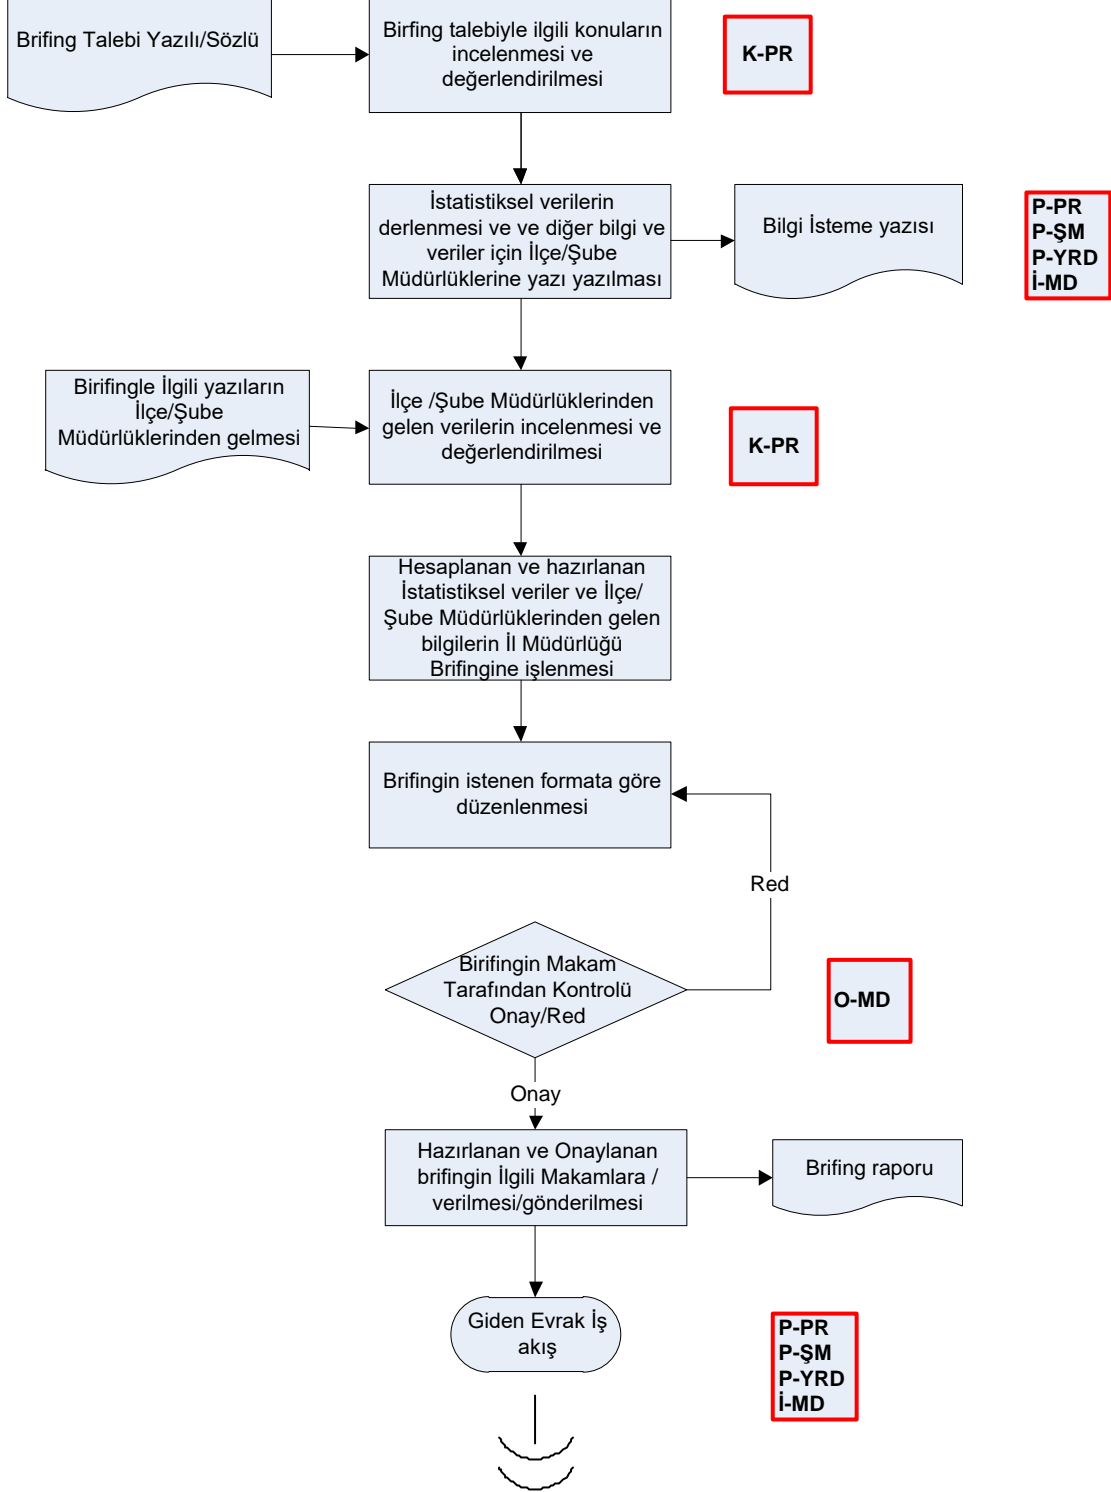 Brifing Talebi Yazılı/Sözlü
Birfing talebiyle ilgili konuların
incelenmesi ve
değerlendirilmesi
K-PR
İstatistiksel verilerin
derlenmesi ve ve diğer bilgi ve
veriler için İlçe/Şube
Müdürlüklerine yazı yazılması
Bilgi İsteme yazısı
P-PR
P-ŞM
P-YRD
İ-MD
Birifingle İlgili yazıların
İlçe/Şube
Müdürlüklerinden gelmesi
İlçe /Şube Müdürlüklerinden
gelen verilerin incelenmesi ve
değerlendirilmesi
K-PR
Hesaplanan ve hazırlanan
İstatistiksel veriler ve İlçe/
Şube Müdürlüklerinden gelen
bilgilerin İl Müdürlüğü
Brifingine işlenmesi
Brifingin istenen formata göre
düzenlenmesi
Red
Birifingin Makam
Tarafından Kontrolü
Onay/Red
O-MD
Onay
Hazırlanan ve Onaylanan
brifingin İlgili Makamlara /
verilmesi/gönderilmesi
Brifing raporu
Giden Evrak İş
akış
P-PR
P-ŞM
P-YRD
İ-MD